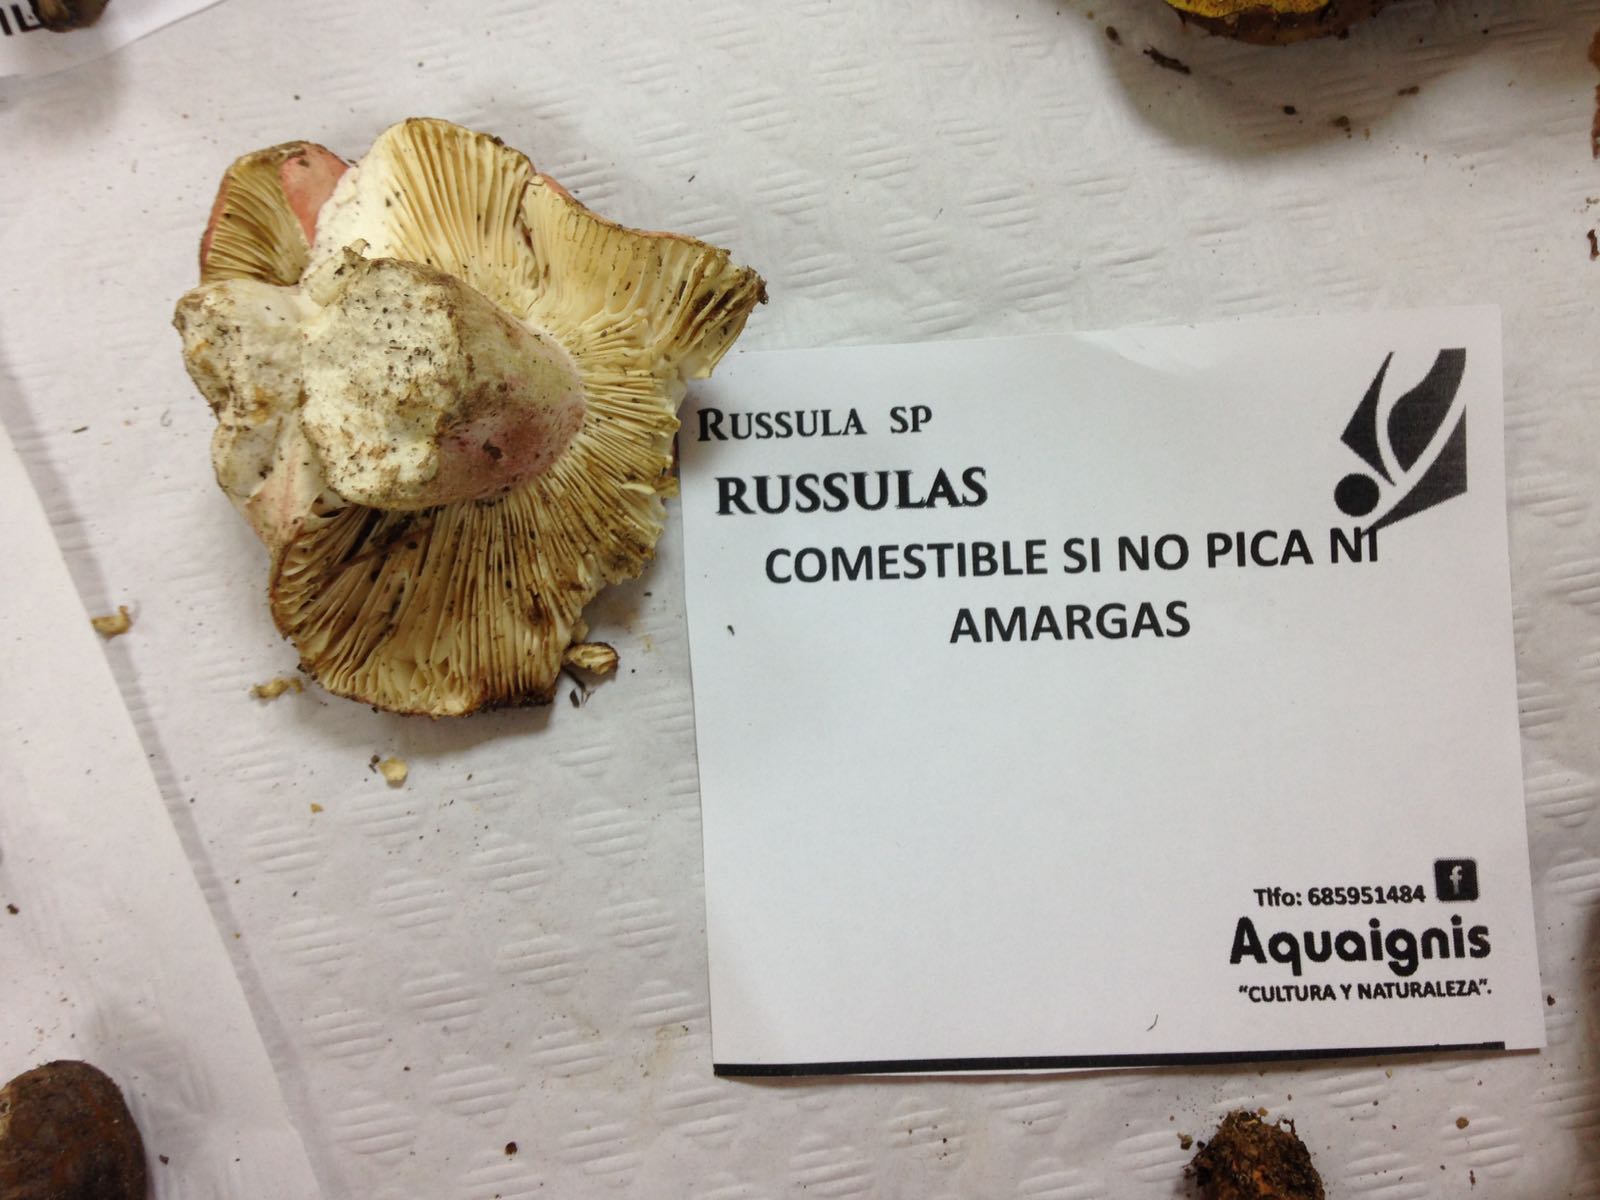 RUSSULA SP
RUSSULAS
COMESTIBLE SI NO PICA NI
AMARGAS
Tlfo: 685951484 f
Aquaignis
"CULTURA Y NATURALEZA".